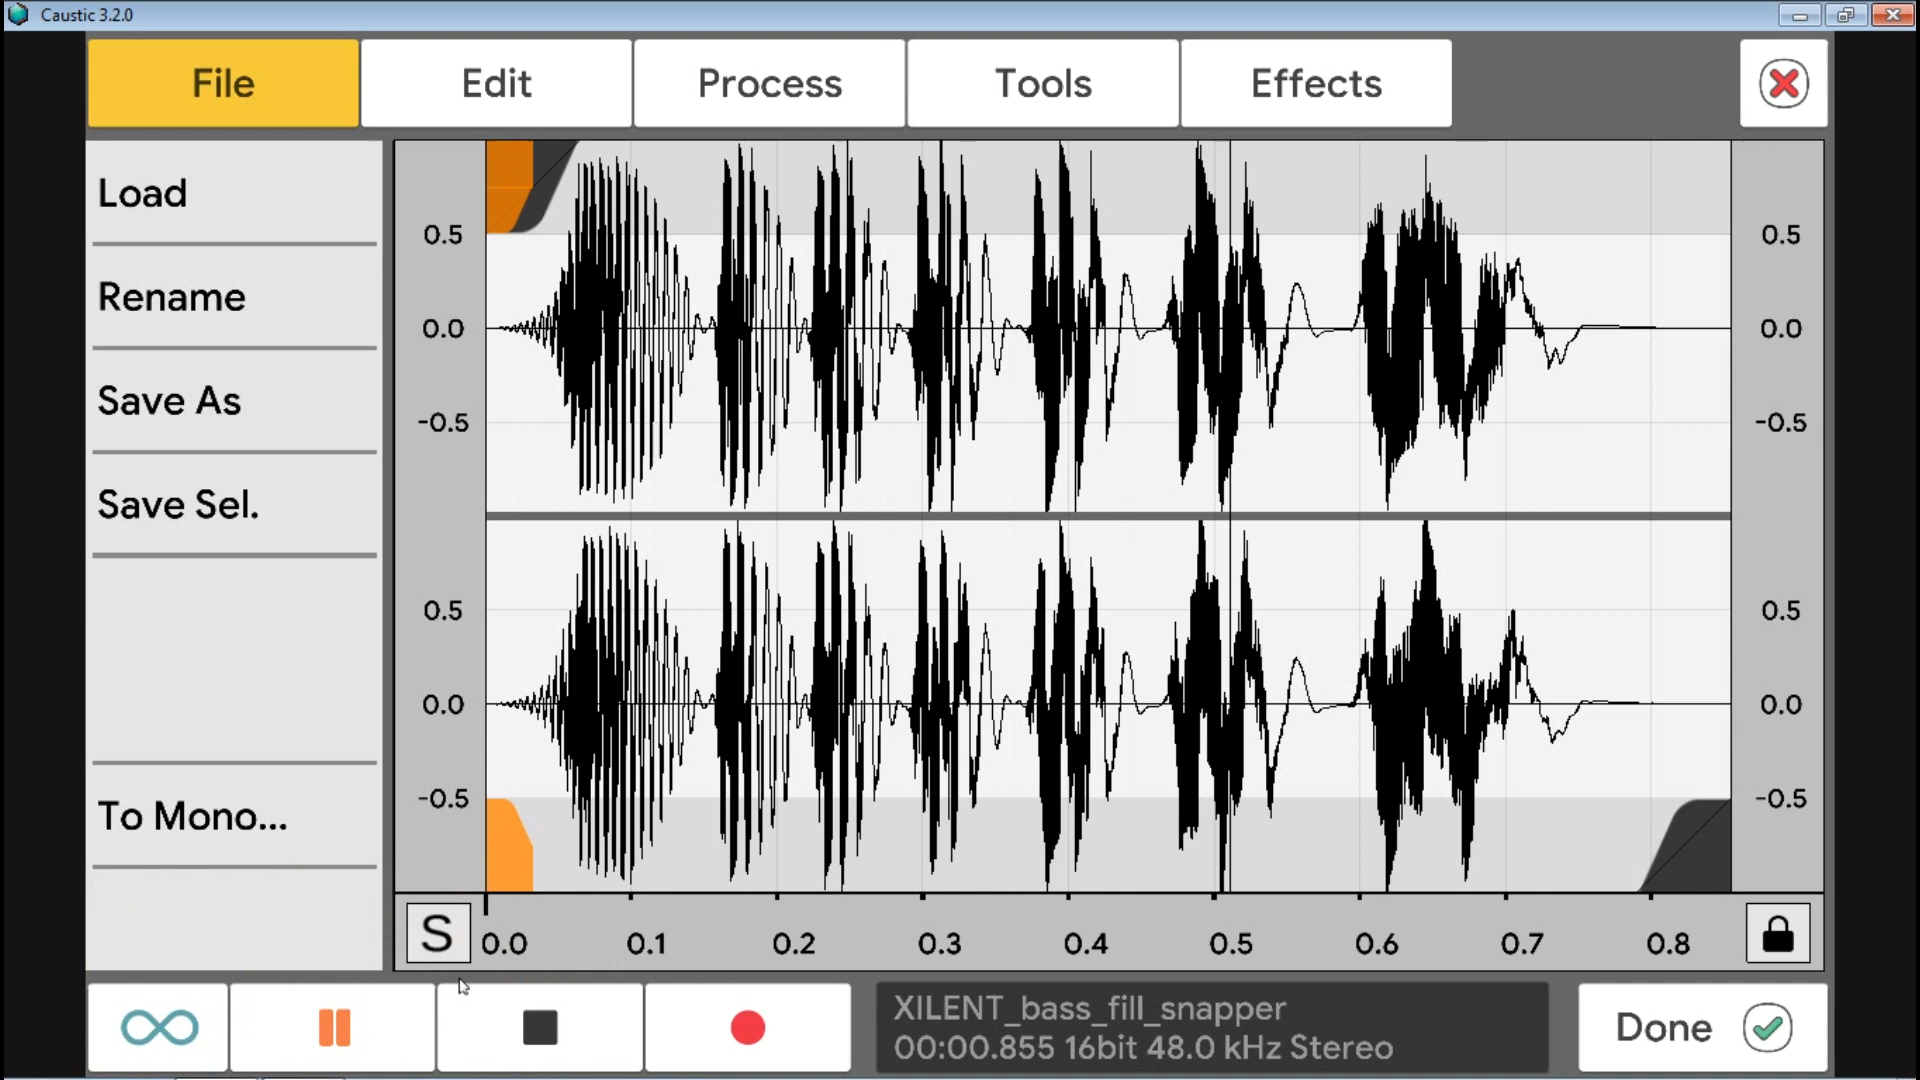 Caustic 3.2.0
File
Edit
Process
Tools
Effects
Load
Rename
Save As
Save Sel.
To Mono...
0.5
0.0
-0.5
0.5
0.0
-0.5
0.5
0.0
-0.5
0.5
0.0
-0.5
S
0.0
0.1
0.2
0.3
0.4
0.5
0.6
0.7
0.8
XILENT_bass_fill_snapper
00:00.855 16bit 48.0 kHz Stereo
Done